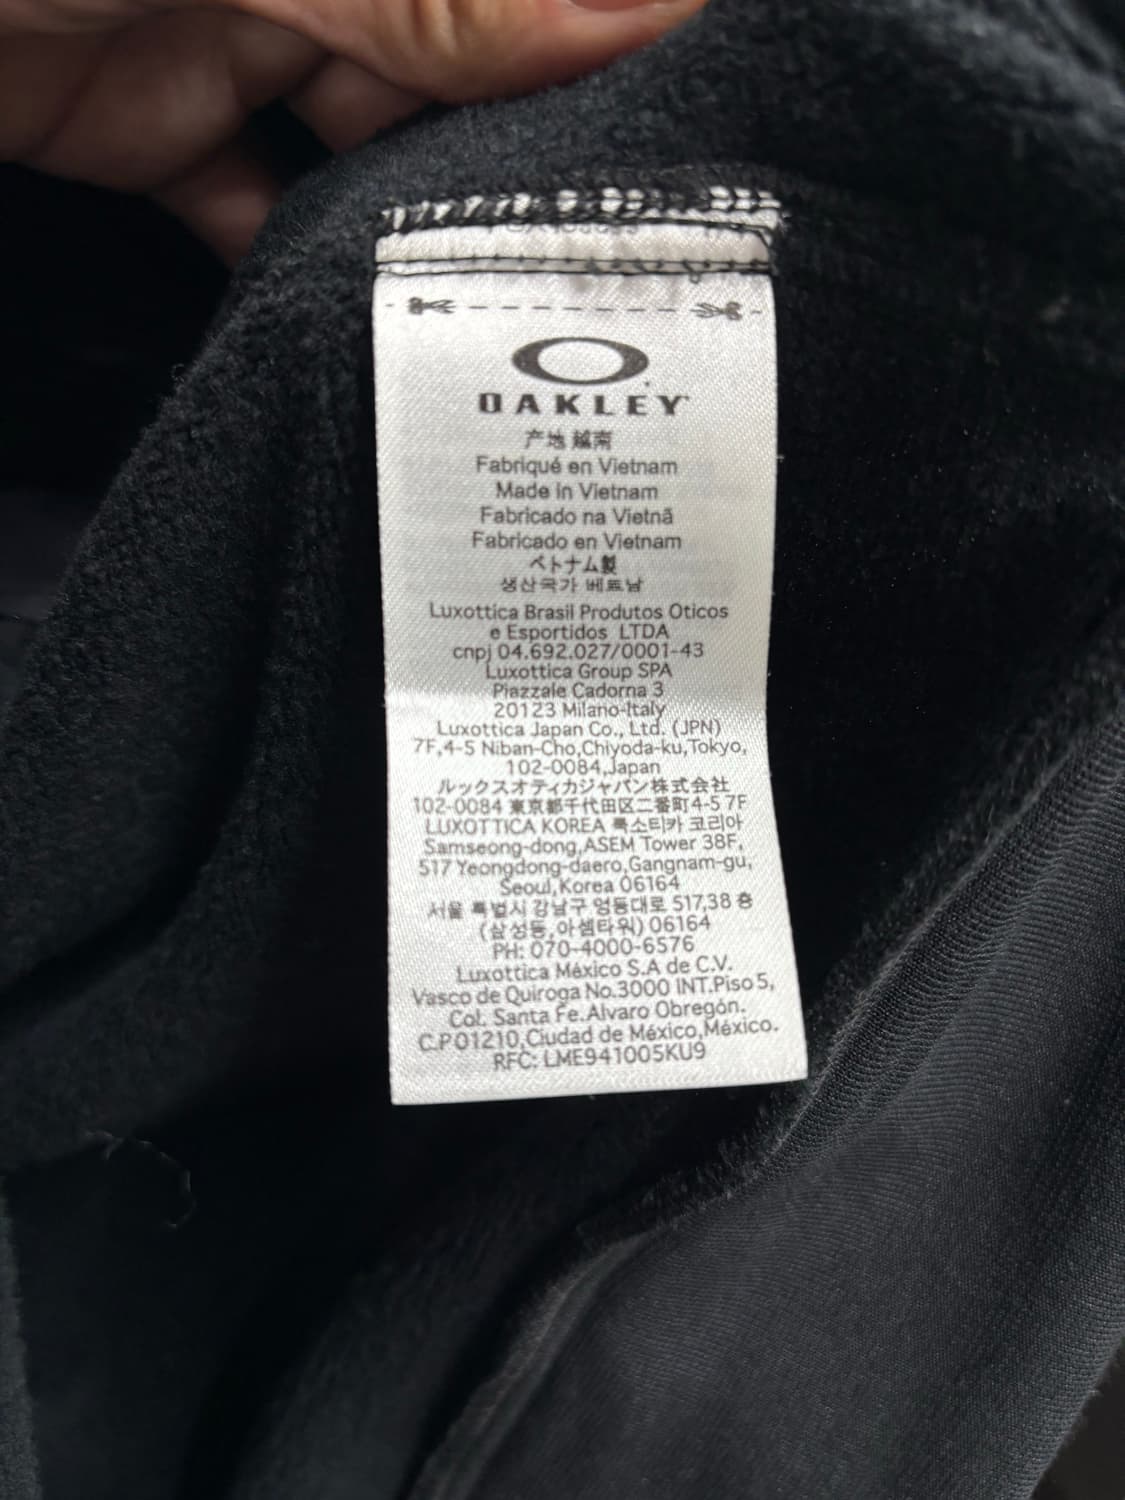 OAKLEY
产地 越南
Fabriqué en Vietnam
Made in Vietnam
Fabricado na Vietnã
Fabricado en Vietnam
ベトナム製
생산국가 베트남
Luxottica Brasil Produtos Oticos
e Esportidos LTDA
cnpj 04.692.027/0001-43
Luxottica Group SPA
Piazzale Cadorna 3
20123 Milano-Italy
Luxottica Japan Co., Ltd. (JPN)
7F,4-5 Niban-Cho,Chiyoda-ku,Tokyo,
102-0084,Japan
ルックスオティカジャパン株式会社
102-0084 東京都千代田区二番町4-5 7F
LUXOTTICA KOREA 룩소티카 코리아
Samseong-dong,ASEM Tower 38F,
517 Yeongdong-daero,Gangnam-gu,
Seoul,Korea 06164
서울 특별시 강남구 영동대로 517,38 층
(삼성동,아셈타워) 06164
PH: 070-4000-6576
Luxottica México S.A de C.V.
Vasco de Quiroga No.3000 INT.Piso 5,
Col. Santa Fe.Alvaro Obregón.
C.P 01210,Ciudad de México,México.
RFC: LME941005KU9